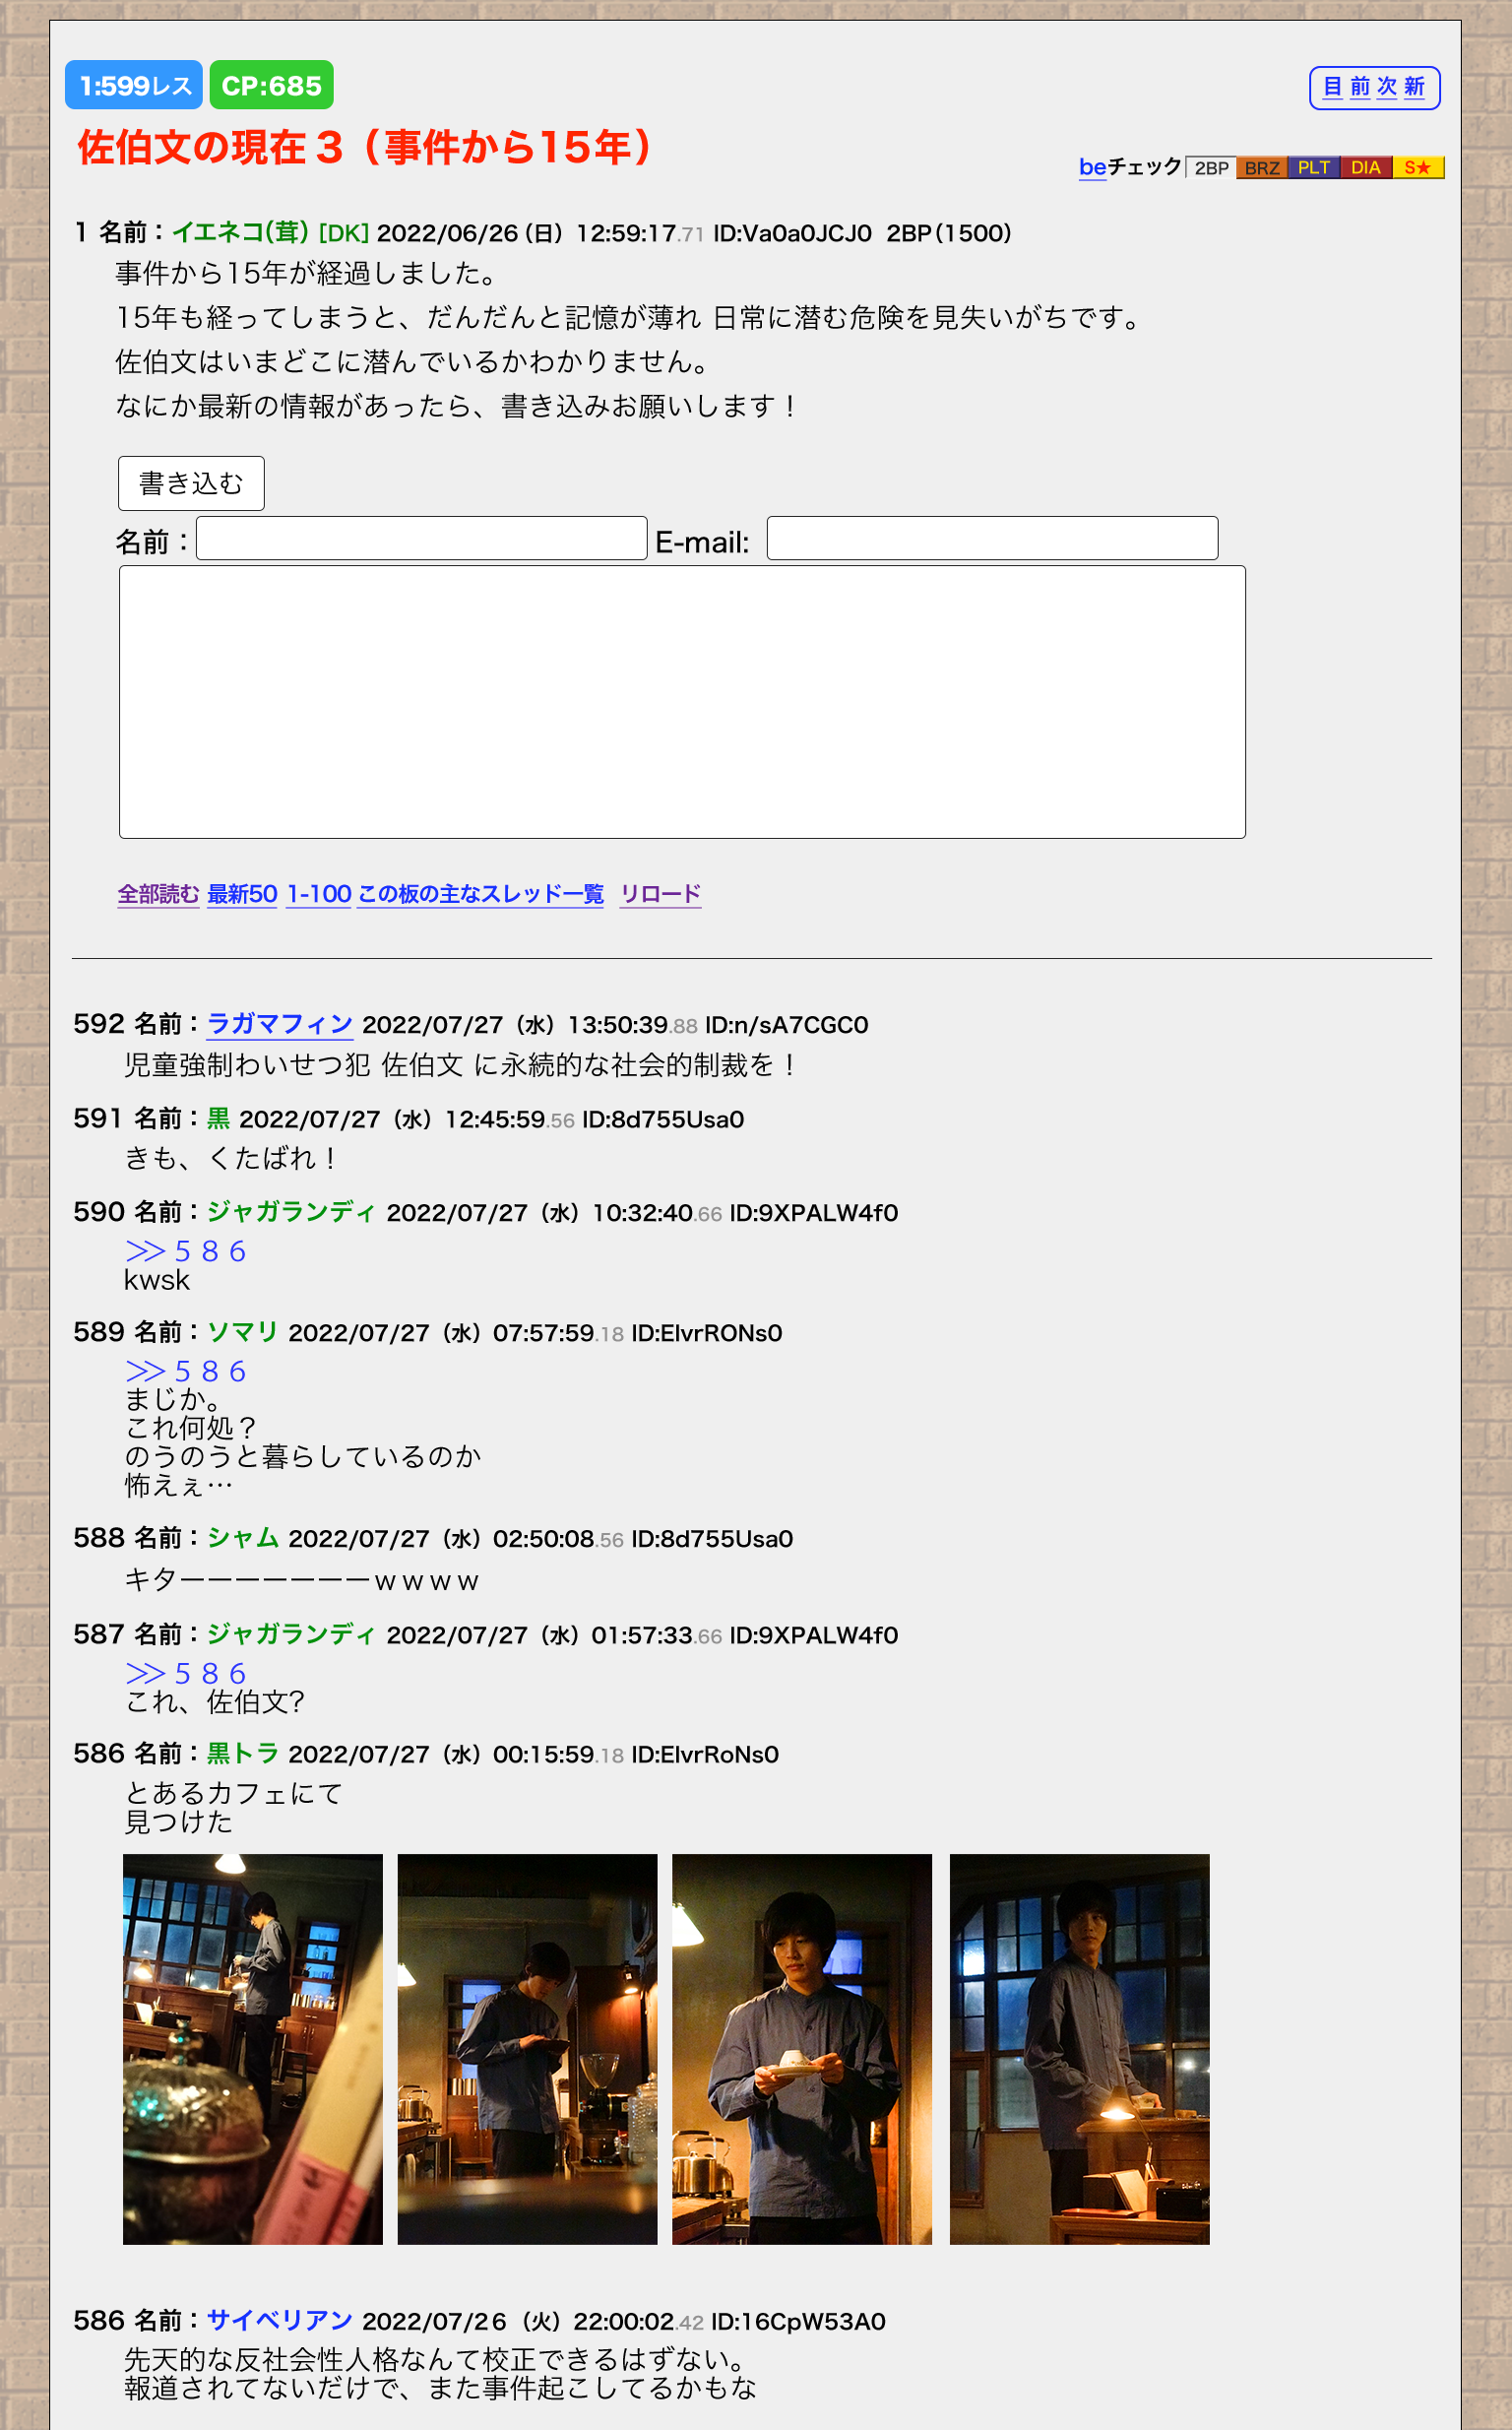 1:599レス CP:685
目 前 次 新
佐伯文の現在3（事件から15年）
beチェック 2BP BRZ PLT DIA S★
1 名前：イエネコ(茸) [DK] 2022/06/26(日) 12:59:17.71 ID:Va0a0JCJ0 2BP(1500)
事件から15年が経過しました。
15年も経ってしまうと、だんだんと記憶が薄れ 日常に潜む危険を見失いがちです。
佐伯文はいまどこに潜んでいるかわかりません。
なにか最新の情報があったら、書き込みお願いします！
書き込む
名前： E-mail:
全部読む 最新50 1-100 この板の主なスレッド一覧 リロード
592 名前：ラガマフィン 2022/07/27（水）13:50:39.88 ID:n/sA7CGC0
児童強制わいせつ犯 佐伯文 に永続的な社会的制裁を！
591 名前：黒 2022/07/27（水）12:45:59.56 ID:8d755Usa0
きも、くたばれ！
590 名前：ジャガランディ 2022/07/27（水）10:32:40.66 ID:9XPALW4f0
>>５８６
kwsk
589 名前：ソマリ 2022/07/27（水）07:57:59.18 ID:EIvrRONs0
>>５８６
まじか。
これ何処？
のうのうと暮らしているのか
怖えぇ…
588 名前：シャム 2022/07/27（水）02:50:08.56 ID:8d755Usa0
キターーーーーーーｗｗｗｗ
587 名前：ジャガランディ 2022/07/27（水）01:57:33.66 ID:9XPALW4f0
>>５８６
これ、佐伯文?
586 名前：黒トラ 2022/07/27（水）00:15:59.18 ID:EIvrRoNs0
とあるカフェにて
見つけた
586 名前：サイベリアン 2022/07/2６（火）22:00:02.42 ID:16CpW53A0
先天的な反社会性人格なんて校正できるはずない。
報道されてないだけで、また事件起こしてるかもな